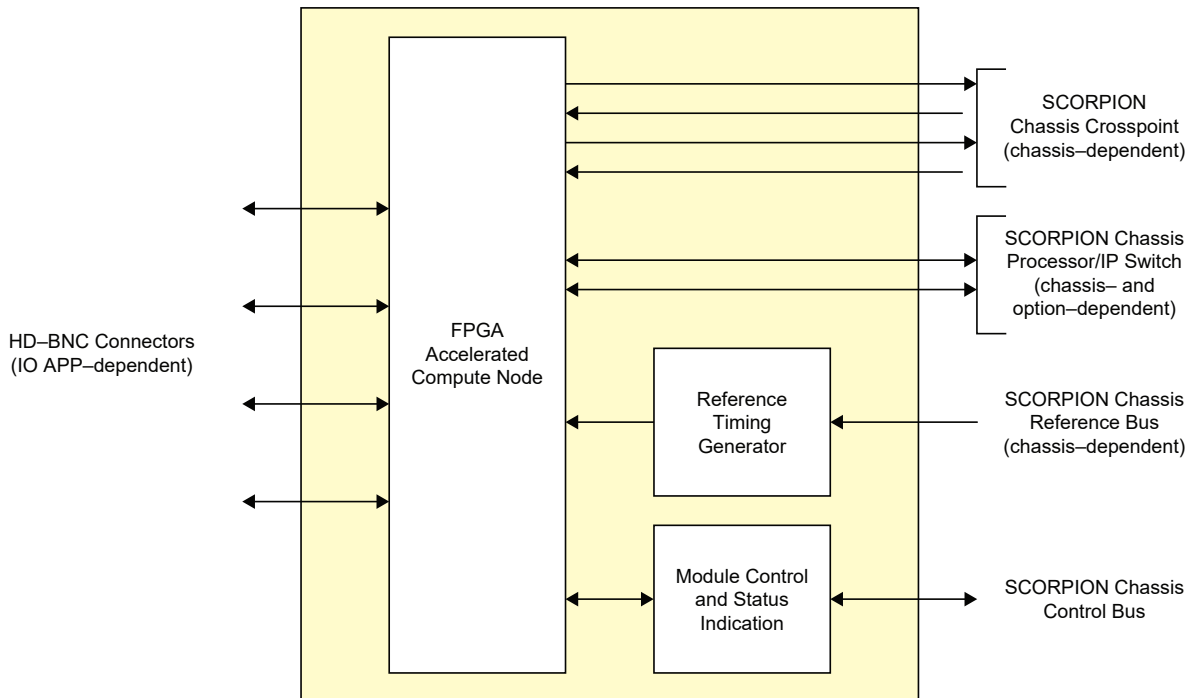 HD–BNC Connectors
(IO APP–dependent)
FPGA
Accelerated
Compute Node
SCORPION
Chassis Crosspoint
(chassis–dependent)
SCORPION Chassis
Processor/IP Switch
(chassis– and
option–dependent)
Reference
Timing
Generator
SCORPION Chassis
Reference Bus
(chassis–dependent)
Module Control
and Status
Indication
SCORPION Chassis
Control Bus